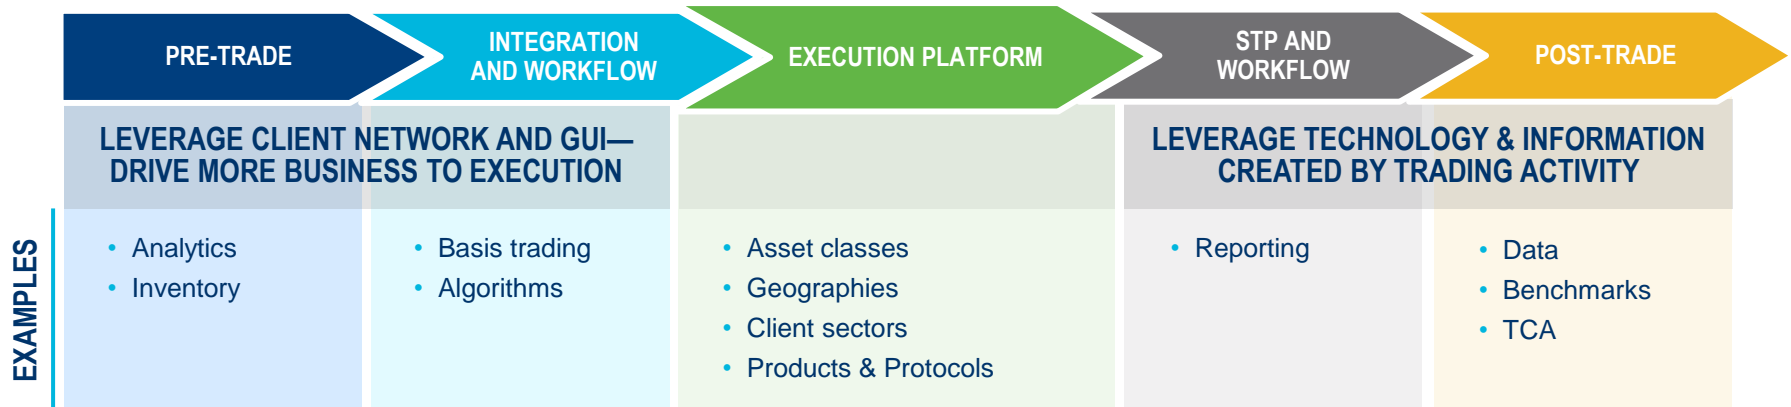 PRE-TRADE
INTEGRATION
AND WORKFLOW
EXECUTION PLATFORM
STP AND
WORKFLOW
POST-TRADE
LEVERAGE CLIENT NETWORK AND GUI—
DRIVE MORE BUSINESS TO EXECUTION
LEVERAGE TECHNOLOGY & INFORMATION
CREATED BY TRADING ACTIVITY
EXAMPLES
• Analytics
• Inventory
• Basis trading
• Algorithms
• Asset classes
• Geographies
• Client sectors
• Products & Protocols
• Reporting
• Data
• Benchmarks
• TCA